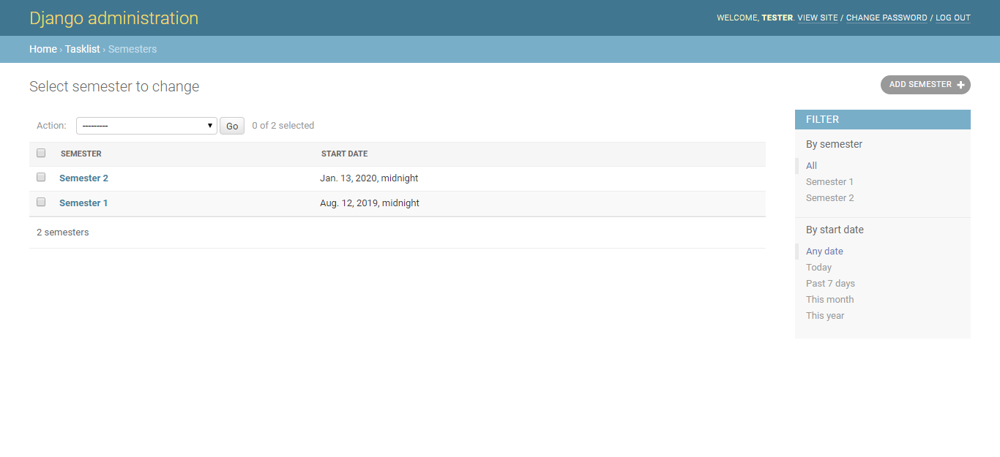 Django administration
WELCOME, TESTER. VIEW SITE / CHANGE PASSWORD / LOG OUT
Home › Tasklist › Semesters
Select semester to change
ADD SEMESTER +
Action: --------- Go 0 of 2 selected
SEMESTER START DATE
Semester 2 Jan. 13, 2020, midnight
Semester 1 Aug. 12, 2019, midnight
2 semesters
FILTER
By semester
All
Semester 1
Semester 2
By start date
Any date
Today
Past 7 days
This month
This year